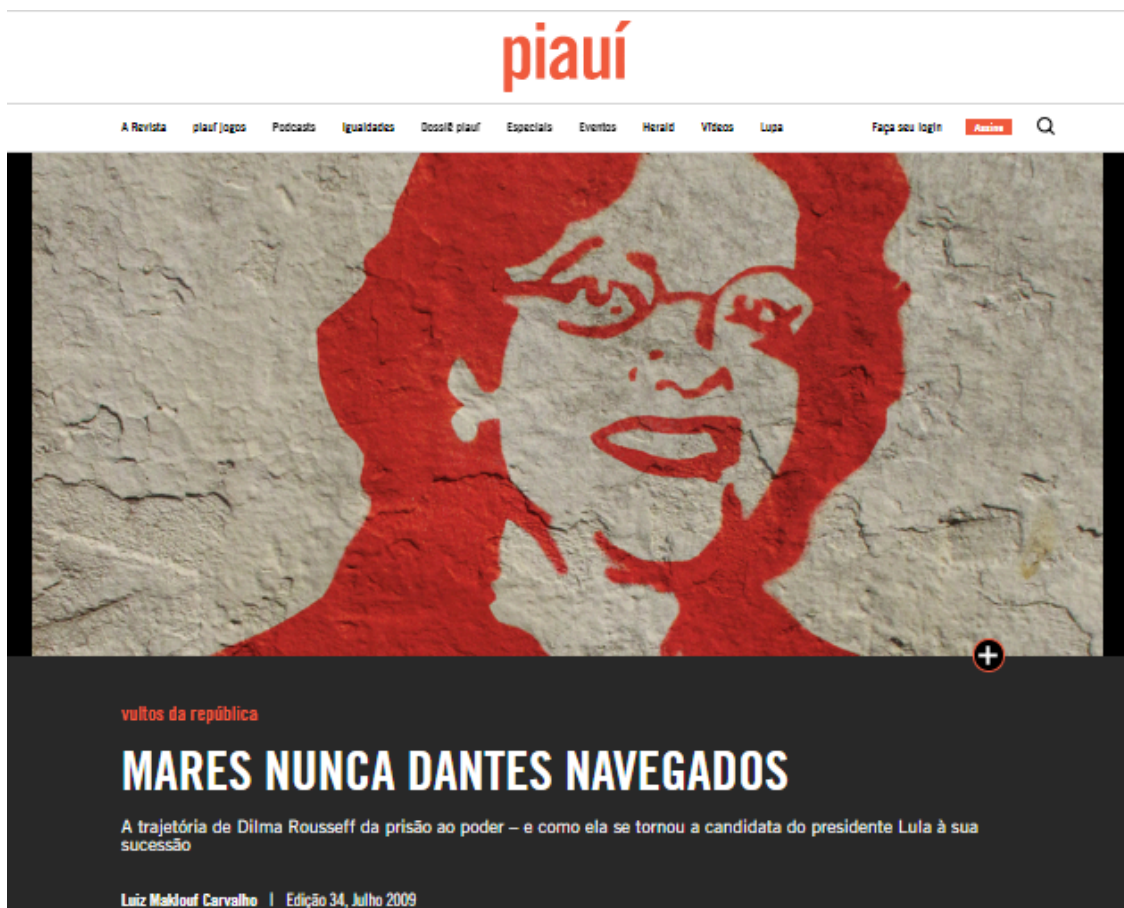 piauí
A Revista piauí jogos Podcasts Igualdades Dossiê piauí Especiais Eventos Herald Vídeos Lupa Faça seu login Assine
vultos da república
MARES NUNCA DANTES NAVEGADOS
A trajetória de Dilma Rousseff da prisão ao poder – e como ela se tornou a candidata do presidente Lula à sua
sucessão
Luiz Maklouf Carvalho | Edição 34, Julho 2009